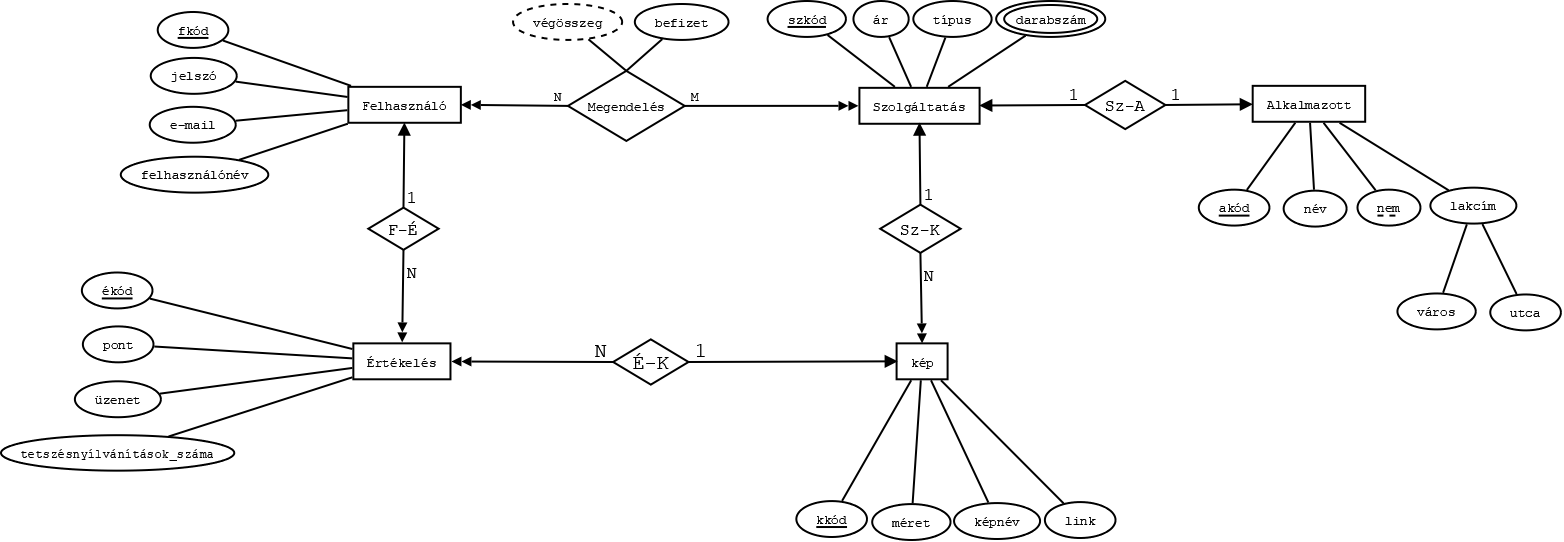 fkód
jelszó
e-mail
felhasználónév
Felhasználó
végösszeg
befizet
N
Megendelés
M
szkód
ár
típus
darabszám
Szolgáltatás
1
Sz-A
1
Alkalmazott
akód
név
nem
lakcím
város
utca
1
F-É
N
1
Sz-K
N
ékód
pont
üzenet
tetszésnyílvánítások_száma
Értékelés
N
É-K
1
kép
kkód
méret
képnév
link